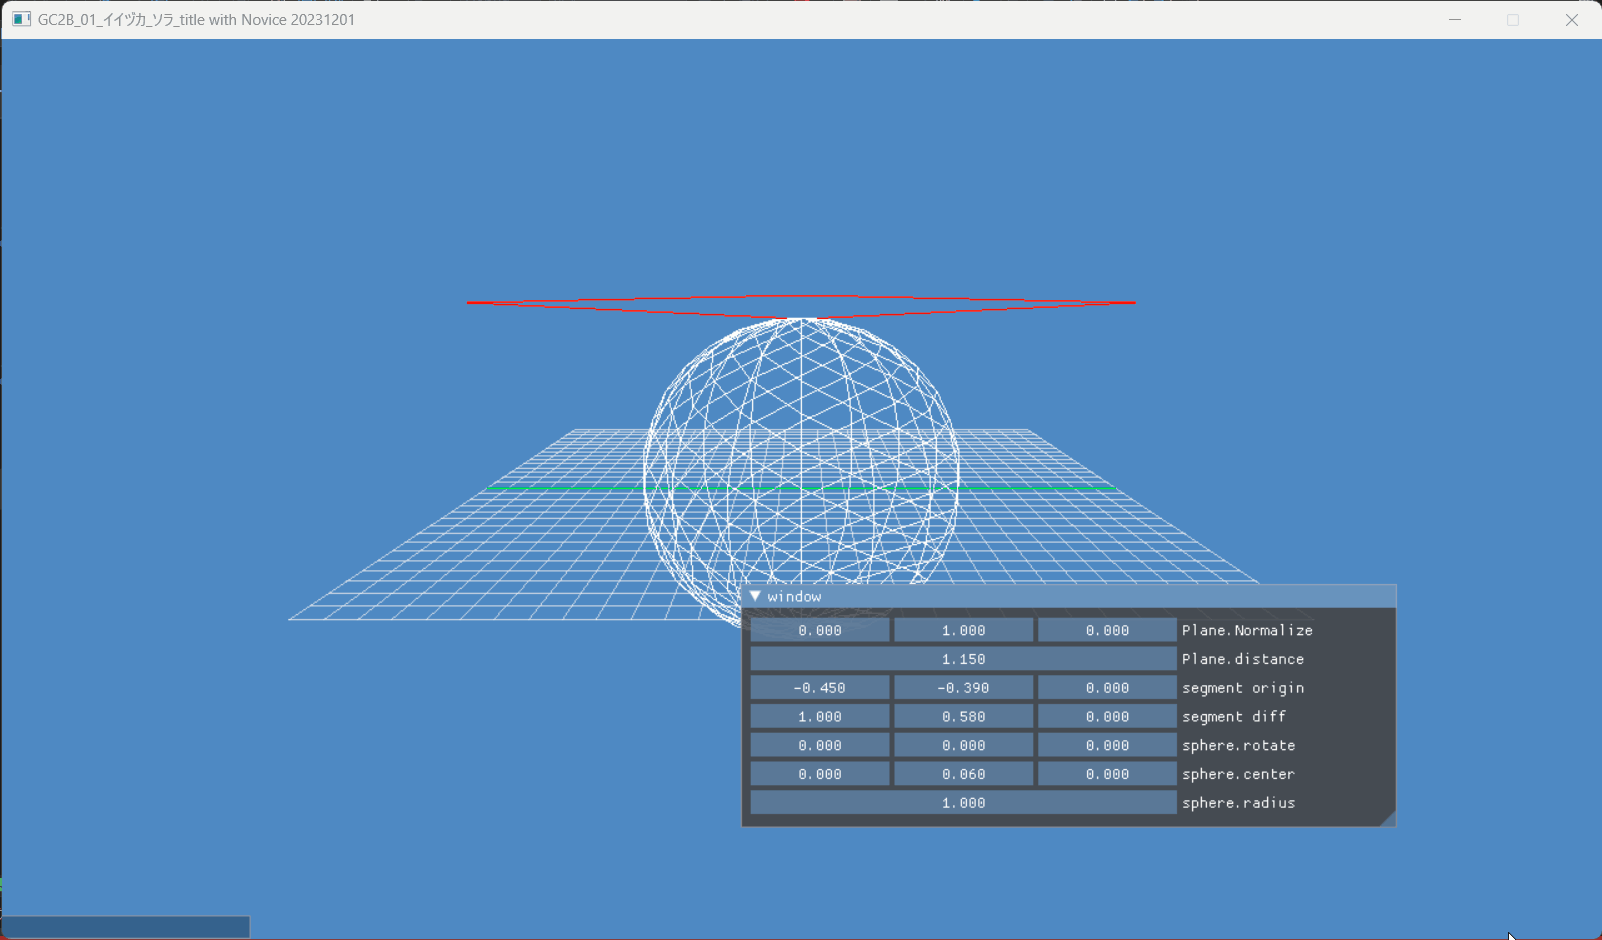 GC2B_01_イイヅカ_ソラ_title with Novice 20231201
window
0.000 1.000 0.000 Plane.Normalize
1.150 Plane.distance
-0.450 -0.390 0.000 segment origin
1.000 0.580 0.000 segment diff
0.000 0.000 0.000 sphere.rotate
0.000 0.060 0.000 sphere.center
1.000 sphere.radius